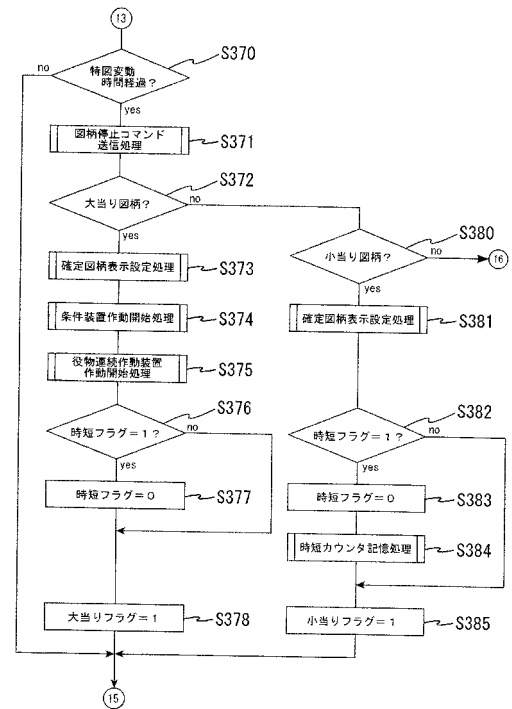 13
特図変動
時間経過?
S370
no
yes
図柄停止コマンド
送信処理
S371
大当り図柄?
S372
no
yes
確定図柄表示設定処理
S373
条件装置作動開始処理
S374
役物連続作動装置
作動開始処理
S375
時短フラグ=1?
S376
no
yes
時短フラグ=0
S377
大当りフラグ=1
S378
15
小当り図柄?
S380
no
16
yes
確定図柄表示設定処理
S381
時短フラグ=1?
S382
no
yes
時短フラグ=0
S383
時短カウンタ記憶処理
S384
小当りフラグ=1
S385